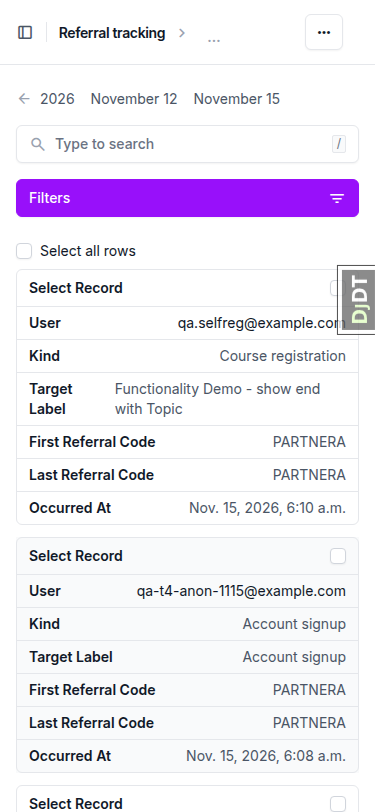 Referral tracking > ...
← 2026 November 12 November 15
Type to search /
Filters
Select all rows
Select Record
User qa.selfreg@example.com
DjDT
Kind Course registration
Target Label Functionality Demo - show end
with Topic
First Referral Code PARTNERA
Last Referral Code PARTNERA
Occurred At Nov. 15, 2026, 6:10 a.m.
Select Record
User qa-t4-anon-1115@example.com
Kind Account signup
Target Label Account signup
First Referral Code PARTNERA
Last Referral Code PARTNERA
Occurred At Nov. 15, 2026, 6:08 a.m.
Select Record